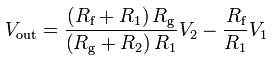 V_out = ((R_f + R_1) R_g) / ((R_g + R_2) R_1) V_2 − (R_f / R_1) V_1